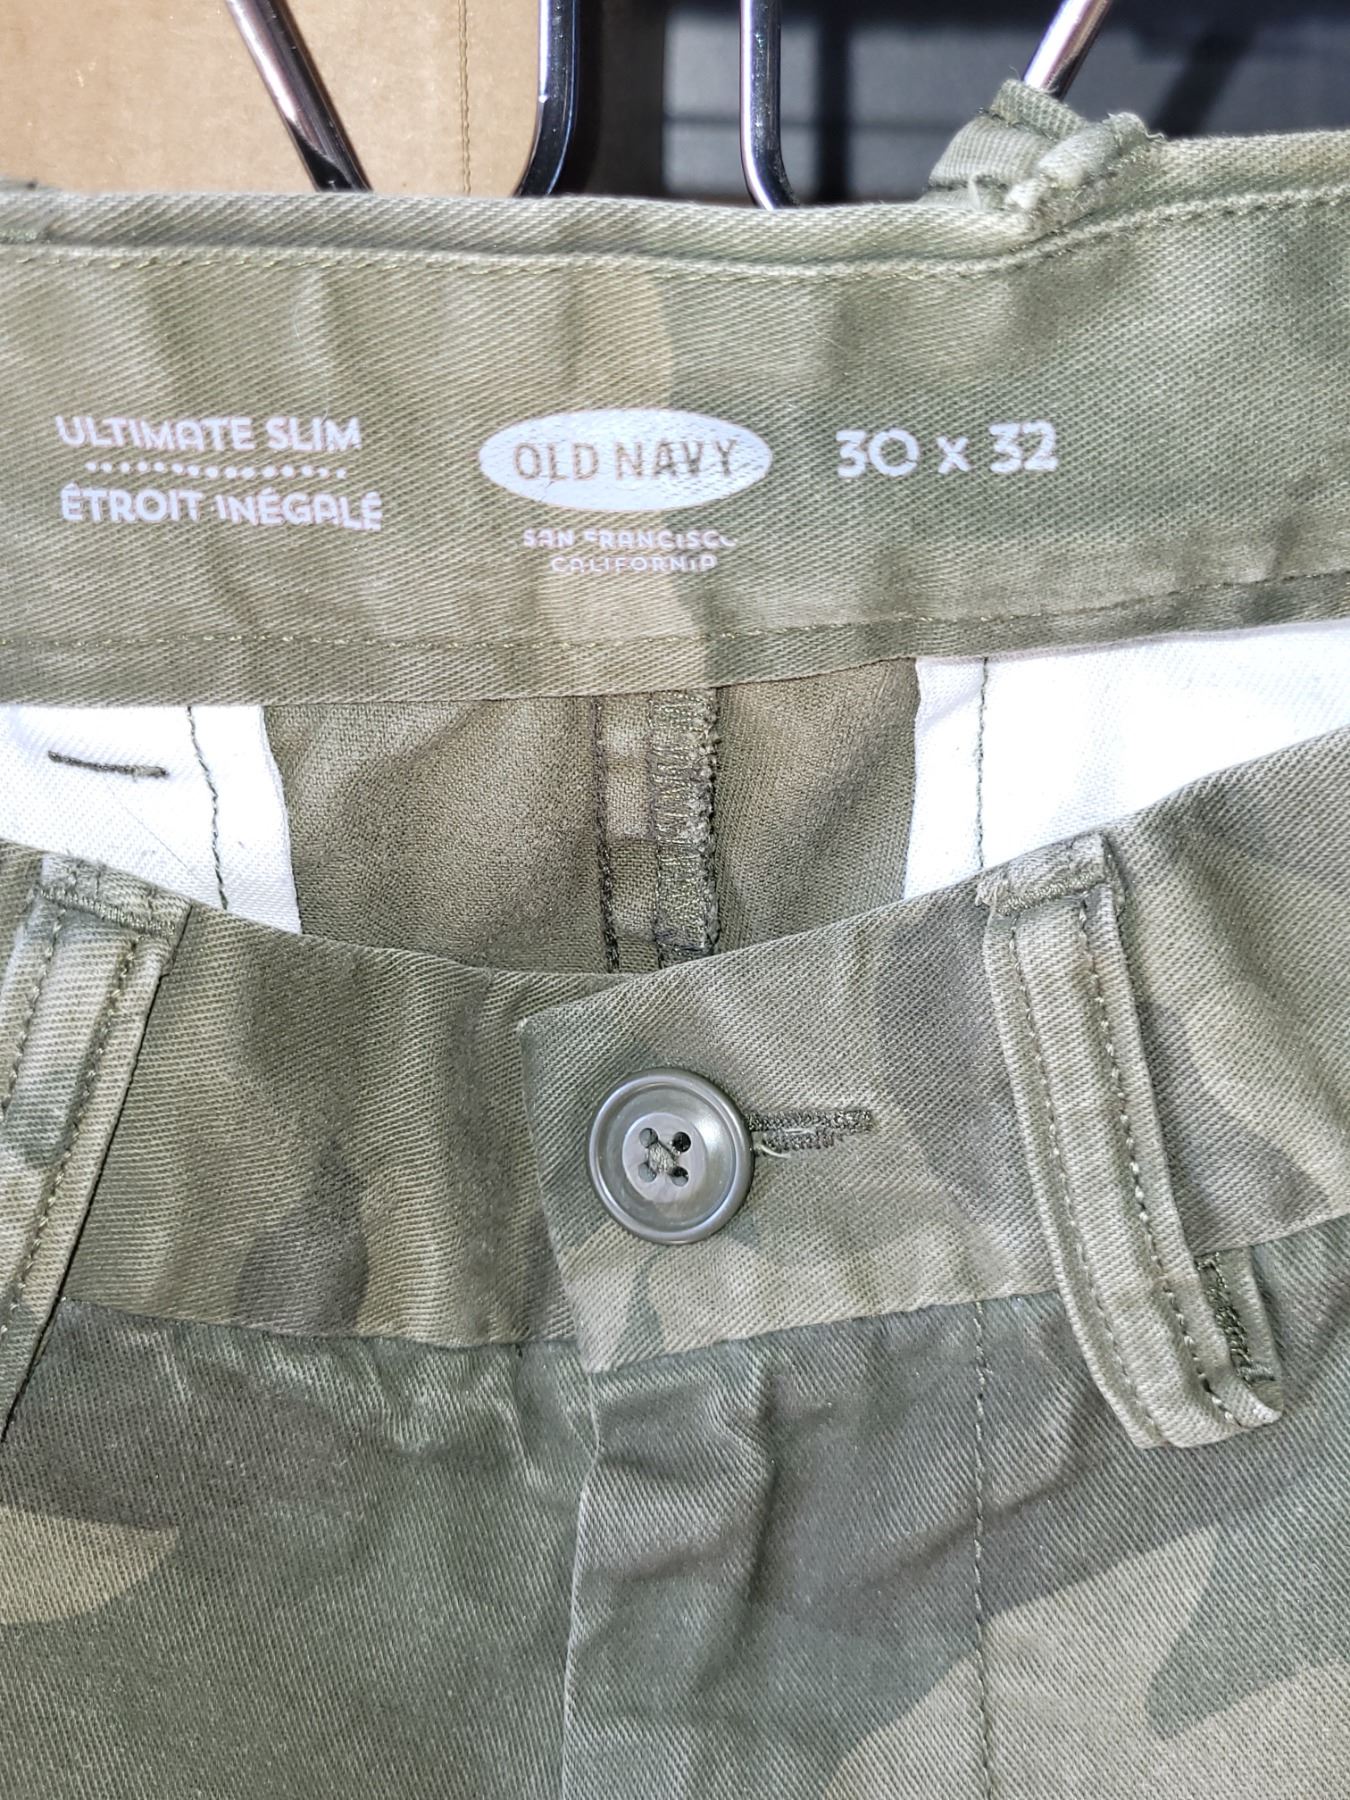 ULTIMATE SLIM
ÉTROIT INÉGALÉ
OLD NAVY
SAN FRANCISCO
CALIFORNIA
30 x 32